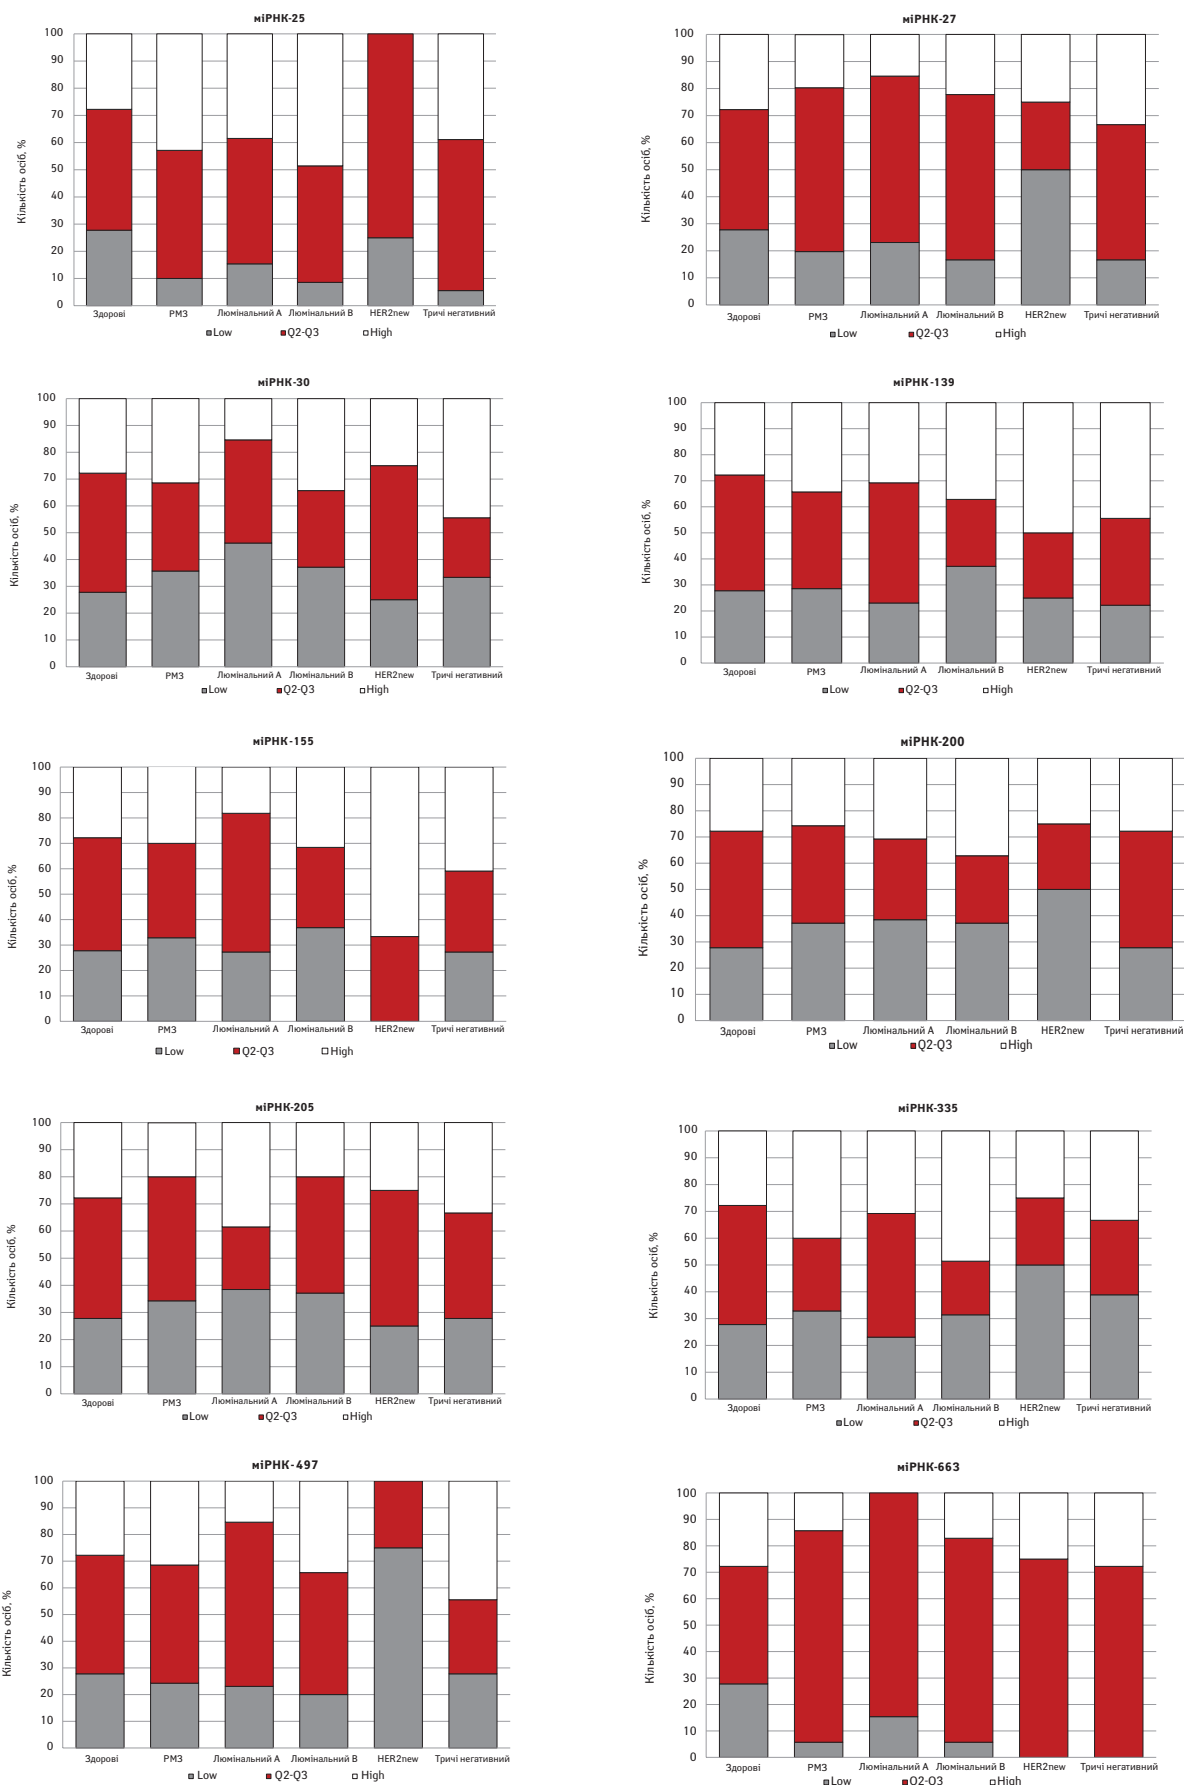 міРНК-25
100
90
80
70
60
50
40
30
20
10
0
Кількість осіб, %
Здорові РМЗ Люмінальний А Люмінальний В HER2new Тричі негативний
Low Q2-Q3 High
міРНК-27
100
90
80
70
60
50
40
30
20
10
0
Кількість осіб, %
Здорові РМЗ Люмінальний А Люмінальний В HER2new Тричі негативний
Low Q2-Q3 High
міРНК-30
100
90
80
70
60
50
40
30
20
10
0
Кількість осіб, %
Здорові РМЗ Люмінальний А Люмінальний В HER2new Тричі негативний
Low Q2-Q3 High
міРНК-139
100
90
80
70
60
50
40
30
20
10
0
Кількість осіб, %
Здорові РМЗ Люмінальний А Люмінальний В HER2new Тричі негативний
Low Q2-Q3 High
міРНК-155
100
90
80
70
60
50
40
30
20
10
0
Кількість осіб, %
Здорові РМЗ Люмінальний А Люмінальний В HER2new Тричі негативний
Low Q2-Q3 High
міРНК-200
100
90
80
70
60
50
40
30
20
10
0
Кількість осіб, %
Здорові РМЗ Люмінальний А Люмінальний В HER2new Тричі негативний
Low Q2-Q3 High
міРНК-205
100
90
80
70
60
50
40
30
20
10
0
Кількість осіб, %
Здорові РМЗ Люмінальний А Люмінальний В HER2new Тричі негативний
Low Q2-Q3 High
міРНК-335
100
90
80
70
60
50
40
30
20
10
0
Кількість осіб, %
Здорові РМЗ Люмінальний А Люмінальний В HER2new Тричі негативний
Low Q2-Q3 High
міРНК-497
100
90
80
70
60
50
40
30
20
10
0
Кількість осіб, %
Здорові РМЗ Люмінальний А Люмінальний В HER2new Тричі негативний
Low Q2-Q3 High
міРНК-663
100
90
80
70
60
50
40
30
20
10
0
Кількість осіб, %
Здорові РМЗ Люмінальний А Люмінальний В HER2new Тричі негативний
Low Q2-Q3 High